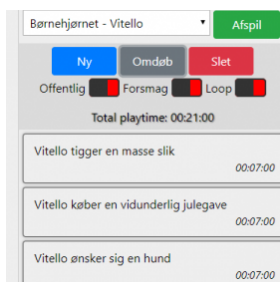 Børnehjørnet - Vitello Afspil
Ny Omdøb Slet
Offentlig Forsmag Loop
Total playtime: 00:21:00
Vitello tigger en masse slik
00:07:00
Vitello køber en vidunderlig julegave
00:07:00
Vitello ønsker sig en hund
00:07:00